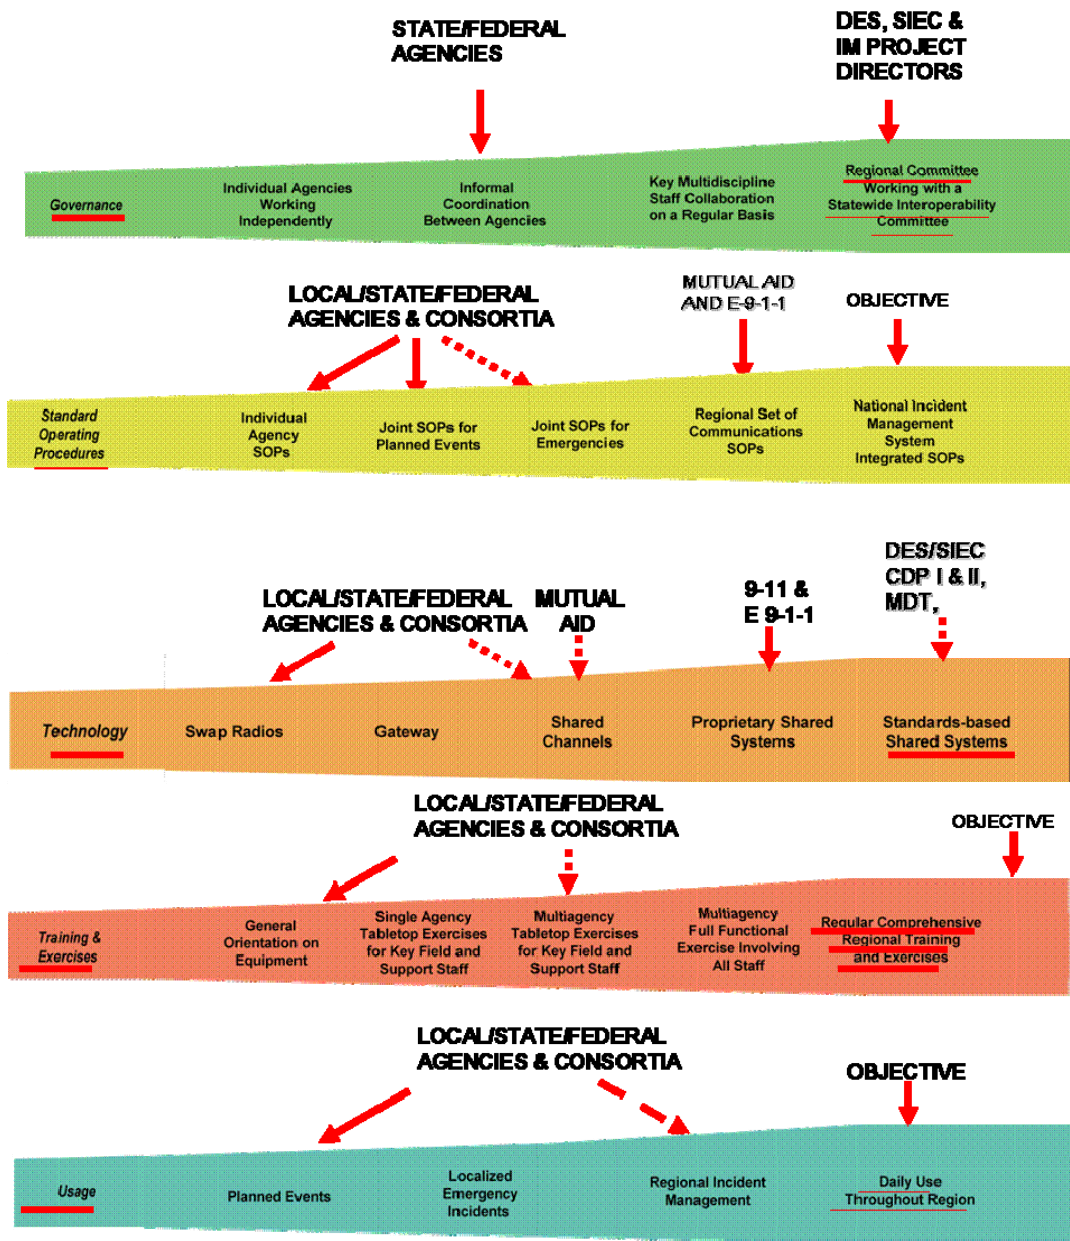 STATE/FEDERAL
AGENCIES
DES, SIEC &
IM PROJECT
DIRECTORS
Governance
Individual Agencies
Working
Independently
Informal
Coordination
Between Agencies
Key Multidiscipline
Staff Collaboration
on a Regular Basis
Regional Committee
Working with a
Statewide Interoperability
Committee
LOCAL/STATE/FEDERAL
AGENCIES & CONSORTIA
MUTUAL AID
AND E-9-1-1
OBJECTIVE
Standard
Operating
Procedures
Individual
Agency
SOPs
Joint SOPs for
Planned Events
Joint SOPs for
Emergencies
Regional Set of
Communications
SOPs
National Incident
Management
System
Integrated SOPs
LOCAL/STATE/FEDERAL
AGENCIES & CONSORTIA
MUTUAL
AID
9-11 &
E 9-1-1
DES/SIEC
CDP I & II,
MDT,
Technology
Swap Radios
Gateway
Shared
Channels
Proprietary Shared
Systems
Standards-based
Shared Systems
LOCAL/STATE/FEDERAL
AGENCIES & CONSORTIA
OBJECTIVE
Training &
Exercises
General
Orientation on
Equipment
Single Agency
Tabletop Exercises
for Key Field and
Support Staff
Multiagency
Tabletop Exercises
for Key Field and
Support Staff
Multiagency
Full Functional
Exercise Involving
All Staff
Regular Comprehensive
Regional Training
and Exercises
LOCAL/STATE/FEDERAL
AGENCIES & CONSORTIA
OBJECTIVE
Usage
Planned Events
Localized
Emergency
Incidents
Regional Incident
Management
Daily Use
Throughout Region